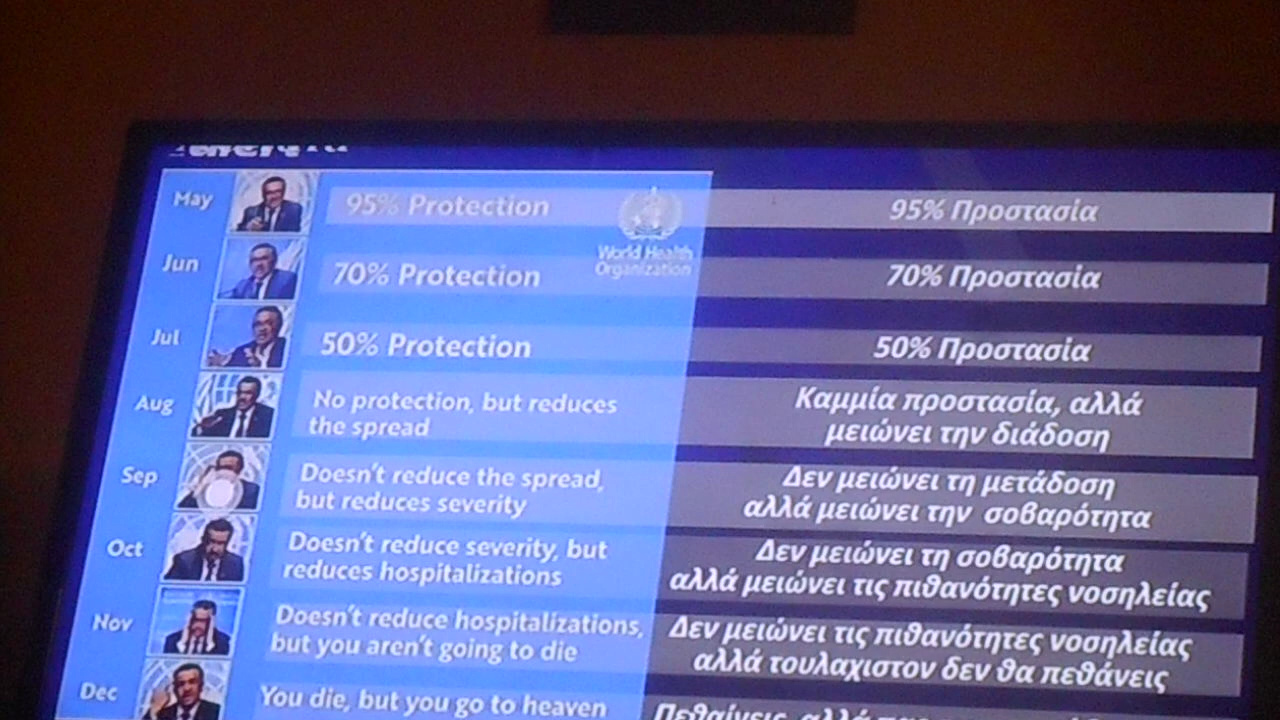 May
95% Protection
World Health
Organization
95% Προστασία
Jun
70% Protection
70% Προστασία
Jul
50% Protection
50% Προστασία
Aug
No protection, but reduces
the spread
Καμμία προστασία, αλλά
μειώνει την διάδοση
Sep
Doesn't reduce the spread,
but reduces severity
Δεν μειώνει τη μετάδοση
αλλά μειώνει την σοβαρότητα
Oct
Doesn't reduce severity, but
reduces hospitalizations
Δεν μειώνει τη σοβαρότητα
αλλά μειώνει τις πιθανότητες νοσηλείας
Nov
Doesn't reduce hospitalizations,
but you aren't going to die
Δεν μειώνει τις πιθανότητες νοσηλείας
αλλά τουλαχιστον δεν θα πεθάνεις
Dec
You die, but you go to heaven
Πεθαίνεις, αλλά